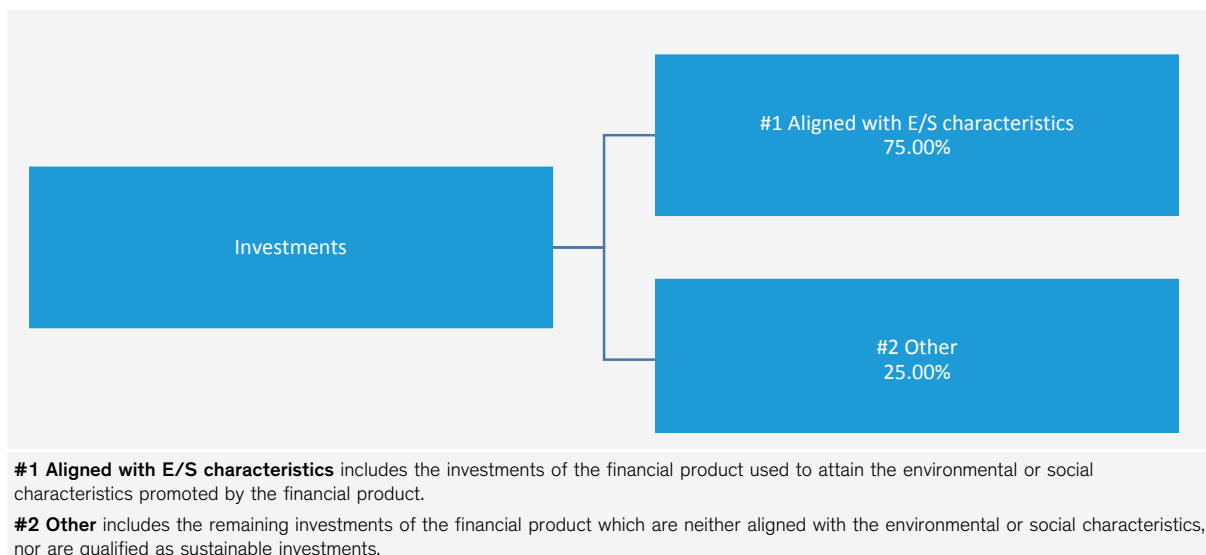 #1 Aligned with E/S characteristics
75.00%
Investments
#2 Other
25.00%
#1 Aligned with E/S characteristics includes the investments of the financial product used to attain the environmental or social
characteristics promoted by the financial product.
#2 Other includes the remaining investments of the financial product which are neither aligned with the environmental or social characteristics,
nor are qualified as sustainable investments.